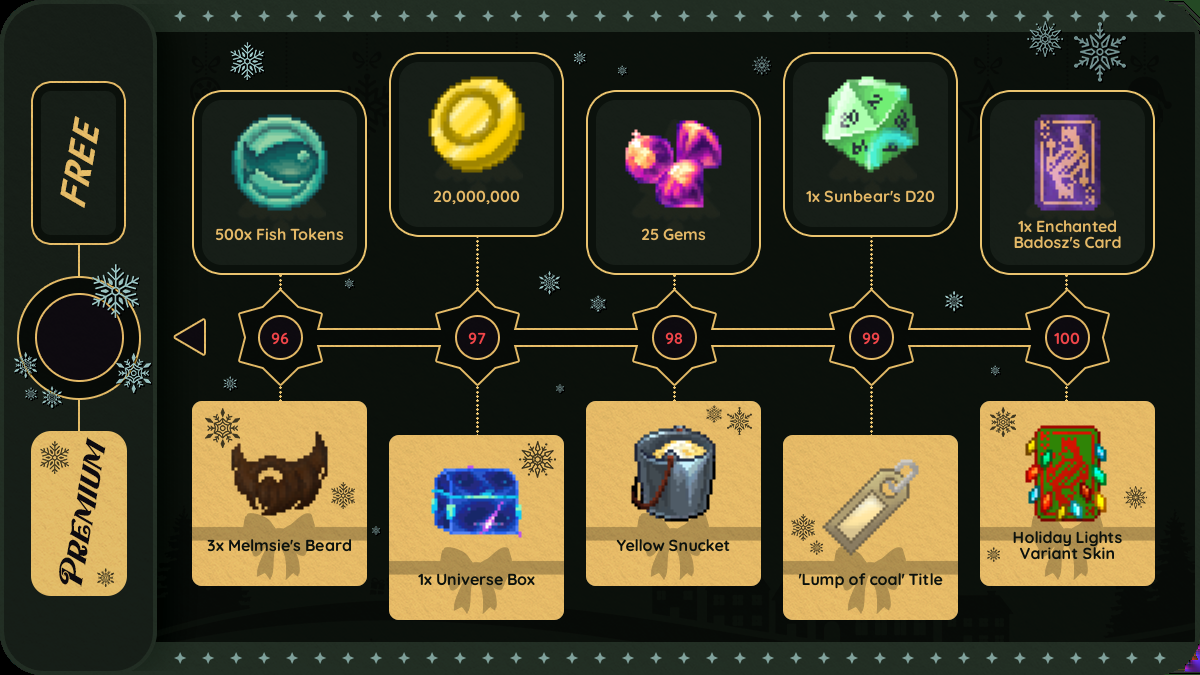 FREE
500x Fish Tokens
20,000,000
25 Gems
20
1x Sunbear's D20
1x Enchanted
Badosz's Card
96
97
98
99
100
PREMIUM
3x Melmsie's Beard
1x Universe Box
Yellow Snucket
'Lump of coal' Title
Holiday Lights
Variant Skin